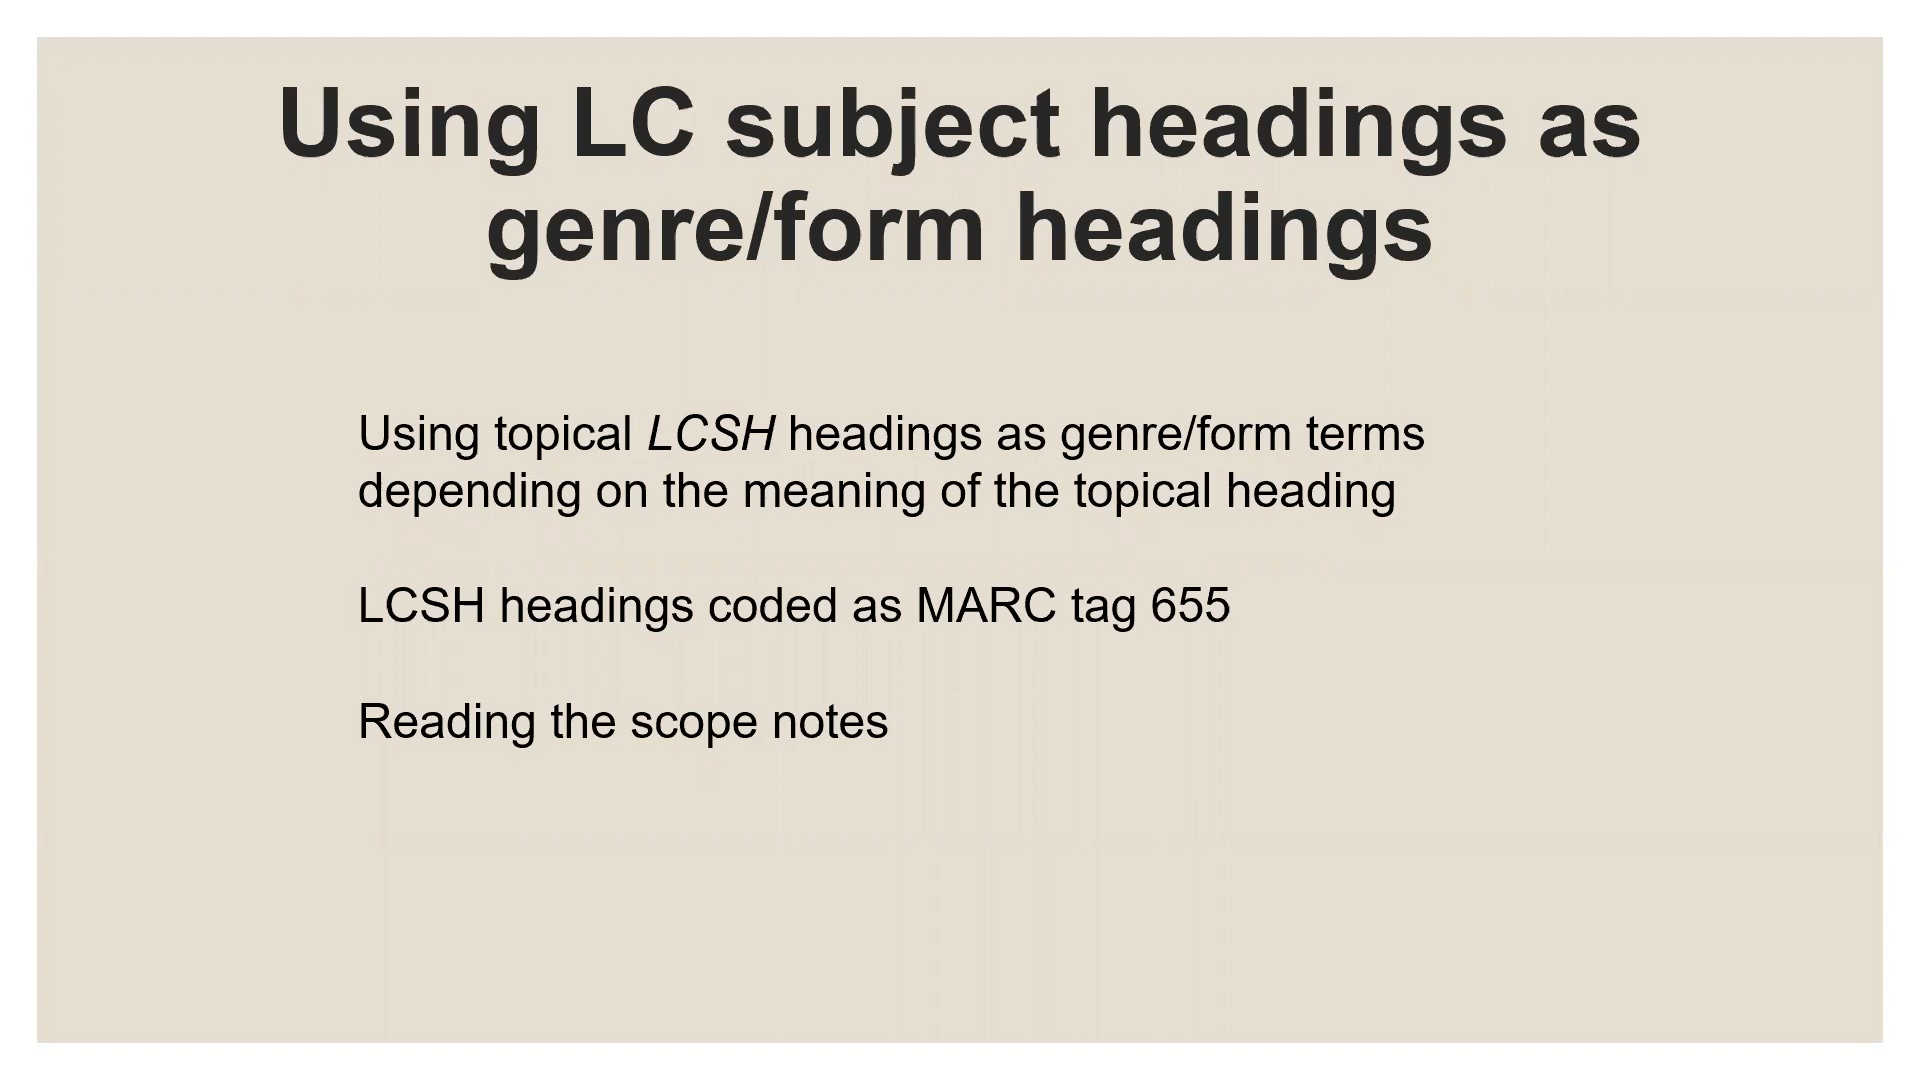 Using LC subject headings as
genre/form headings
Using topical LCSH headings as genre/form terms
depending on the meaning of the topical heading
LCSH headings coded as MARC tag 655
Reading the scope notes